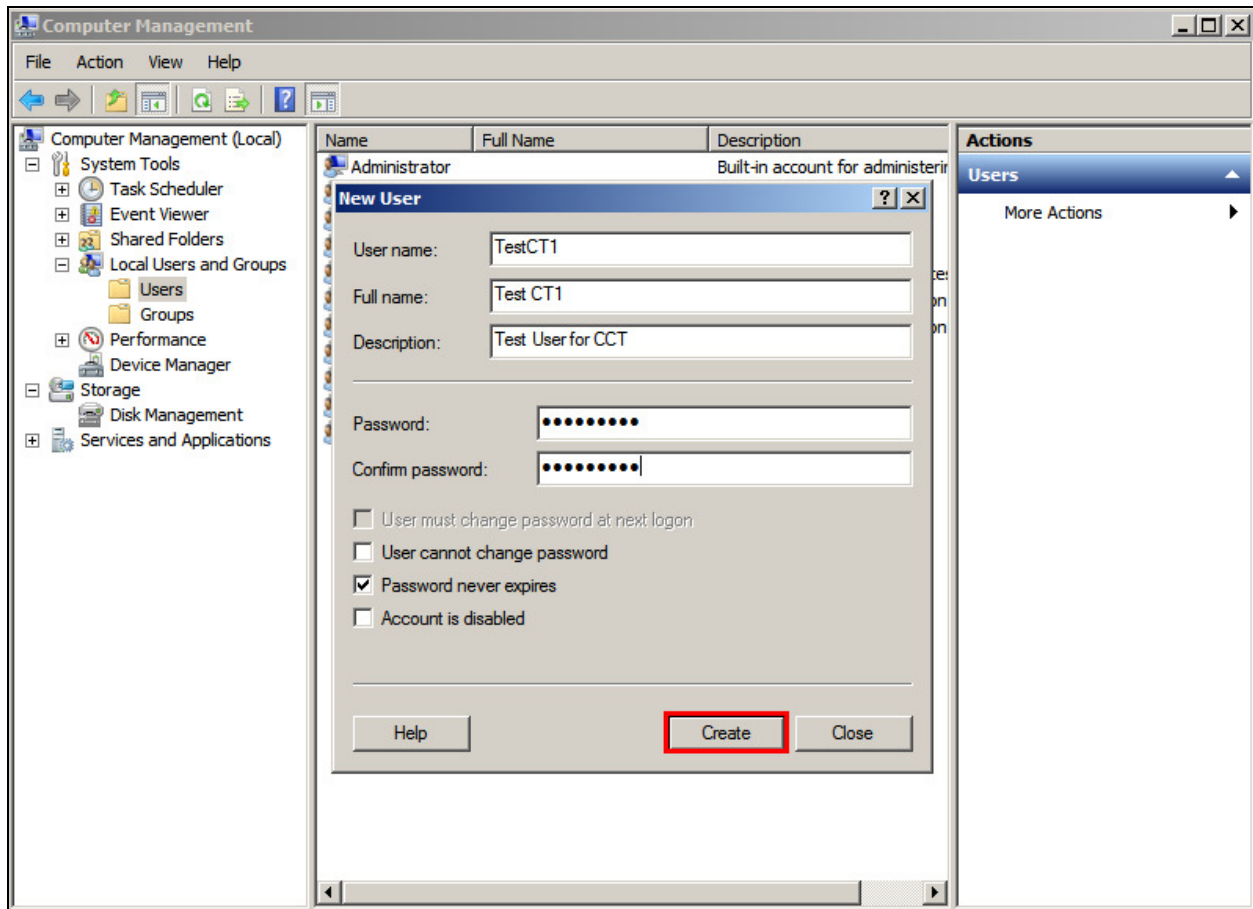 Computer Management
File Action View Help
Computer Management (Local)
System Tools
Task Scheduler
Event Viewer
Shared Folders
Local Users and Groups
Users
Groups
Performance
Device Manager
Storage
Disk Management
Services and Applications
Name Full Name Description
Administrator Built-in account for administerin
New User
User name: TestCT1
Full name: Test CT1
Description: Test User for CCT
Password: •••••••••
Confirm password: •••••••••
User must change password at next logon
User cannot change password
Password never expires
Account is disabled
Help Create Close
Actions
Users
More Actions